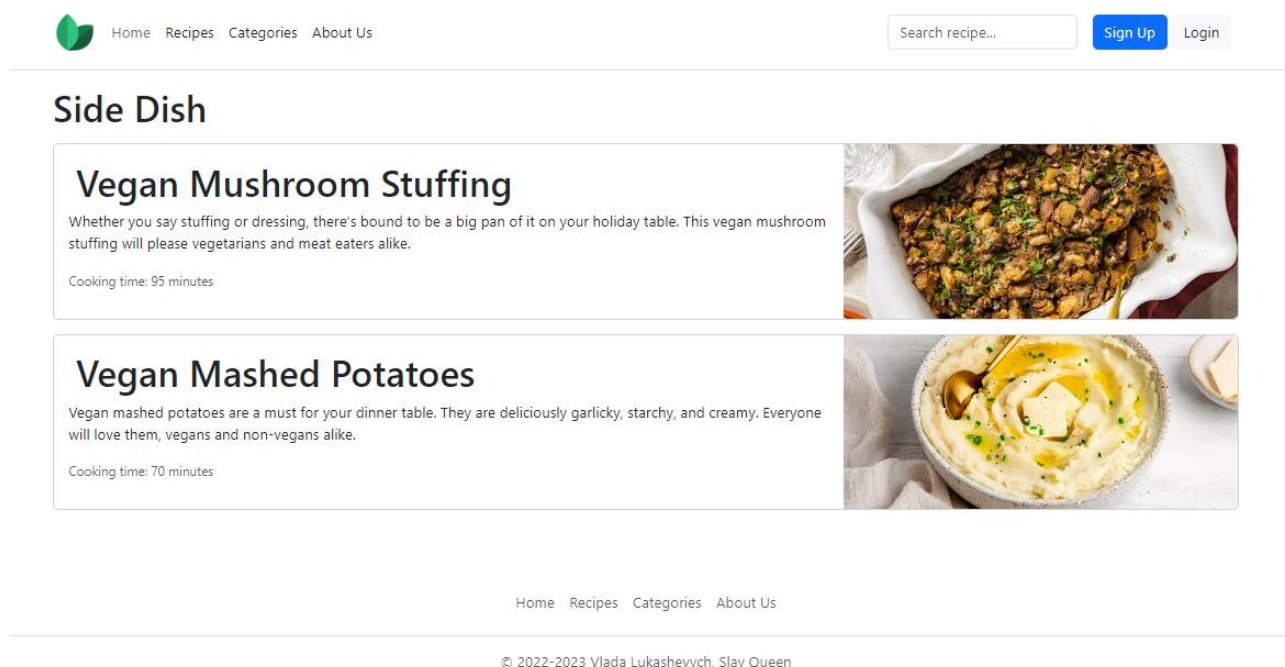 Home Recipes Categories About Us Search recipe... Sign Up Login
Side Dish
Vegan Mushroom Stuffing
Whether you say stuffing or dressing, there's bound to be a big pan of it on your holiday table. This vegan mushroom
stuffing will please vegetarians and meat eaters alike.
Cooking time: 95 minutes
Vegan Mashed Potatoes
Vegan mashed potatoes are a must for your dinner table. They are deliciously garlicky, starchy, and creamy. Everyone
will love them, vegans and non-vegans alike.
Cooking time: 70 minutes
Home Recipes Categories About Us
© 2022-2023 Vlada Lukashevych, Slay Queen